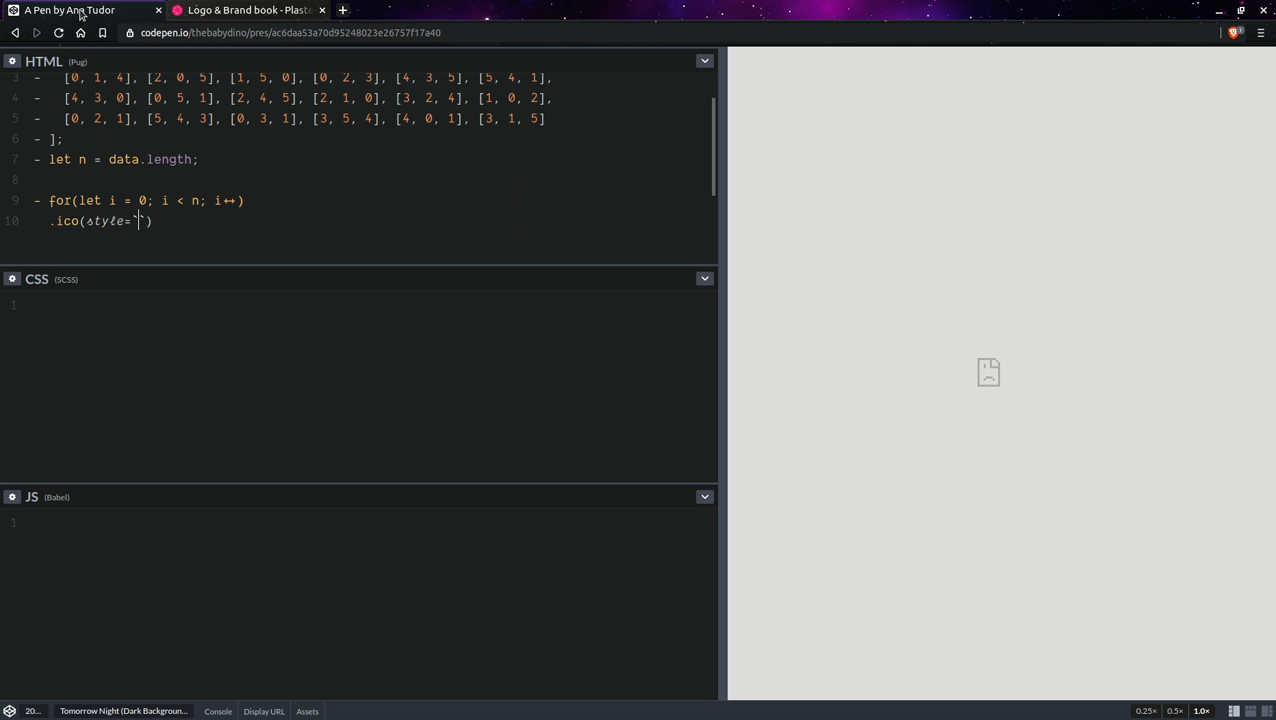 A Pen by Ana Tudor
Logo & Brand book - Plaste
codepen.io/thebabydino/pres/ac6daa53a70d95248023e26757f17a40
1
HTML (Pug)
3 - [0, 1, 4], [2, 0, 5], [1, 5, 0], [0, 2, 3], [4, 3, 5], [5, 4, 1],
4 - [4, 3, 0], [0, 5, 1], [2, 4, 5], [2, 1, 0], [3, 2, 4], [1, 0, 2],
5 - [0, 2, 1], [5, 4, 3], [0, 3, 1], [3, 5, 4], [4, 0, 1], [3, 1, 5]
6 - ];
7 - let n = data.length;
8
9 - for(let i = 0; i < n; i++)
10 .ico(style=``)
CSS (SCSS)
1
JS (Babel)
1
20... Tomorrow Night (Dark Backgroun... Console Display URL Assets 0.25× 0.5× 1.0×